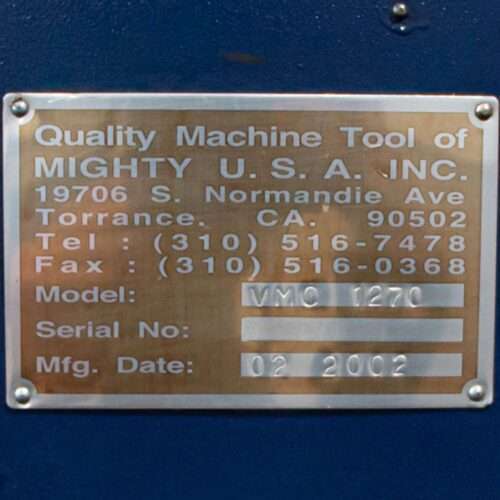 Quality Machine Tool of
MIGHTY U. S. A. INC.
19706 S. Normandie Ave
Torrance, CA. 90502
Tel : (310) 516-7478
Fax : (310) 516-0368
Model: VMC 1270
Serial No:
Mfg. Date: 02 2002